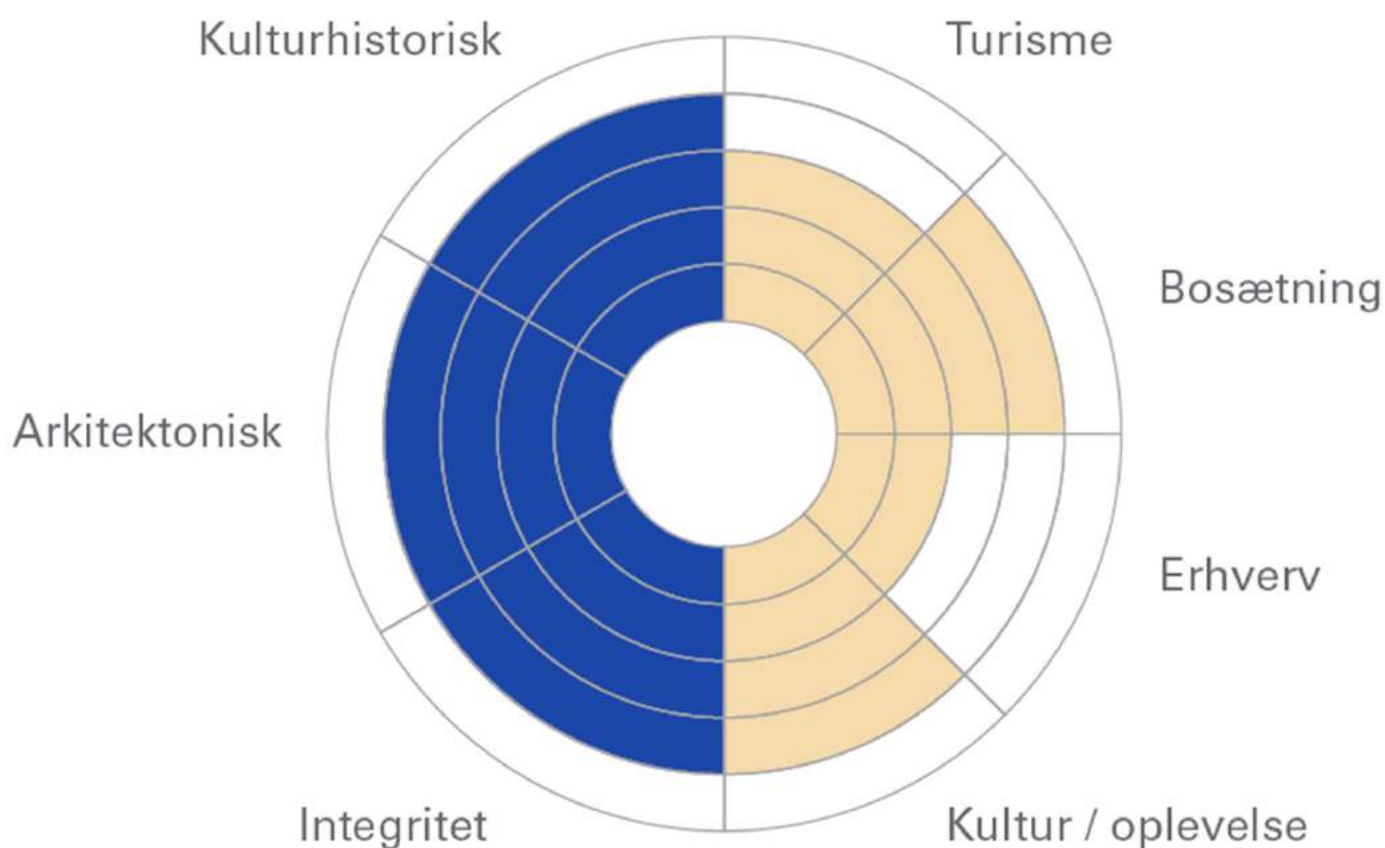 Kulturhistorisk
Turisme
Bosætning
Arkitektonisk
Erhverv
Integritet
Kultur / oplevelse